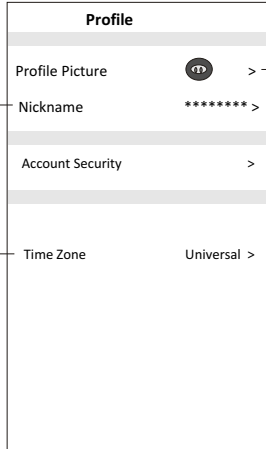 Profile
Profile Picture >
Nickname ******** >
Account Security >
Time Zone Universal >